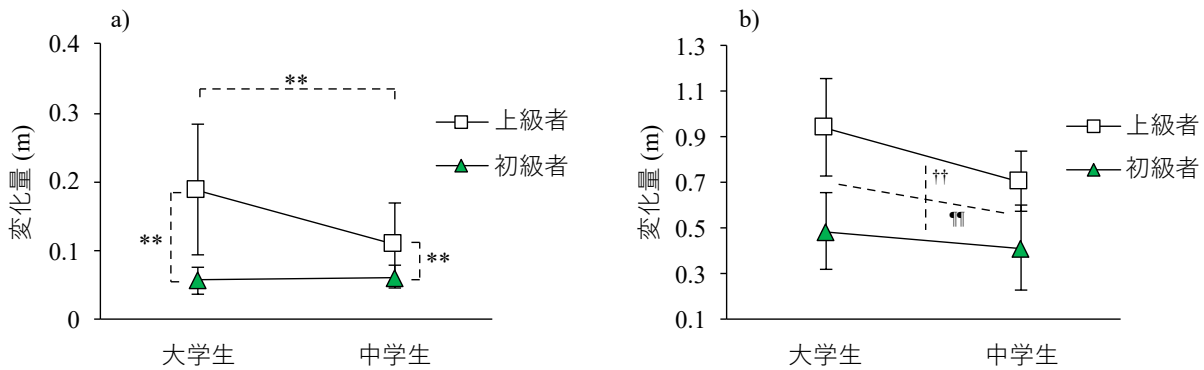 a)
0.4
0.3
0.2
0.1
0
変化量 (m)
**
**
**
上級者
初級者
大学生
中学生
b)
1.3
1.1
0.9
0.7
0.5
0.3
0.1
変化量 (m)
††
¶¶
上級者
初級者
大学生
中学生